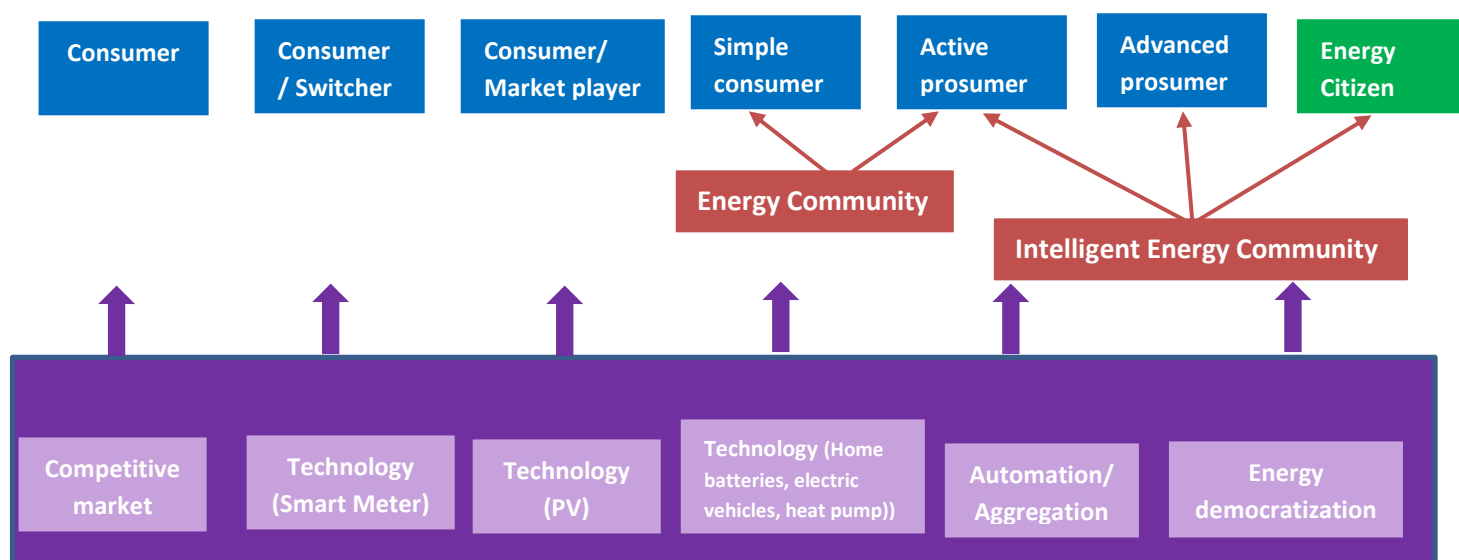 Consumer
Consumer
/ Switcher
Consumer/
Market player
Simple
consumer
Active
prosumer
Advanced
prosumer
Energy
Citizen
Energy Community
Intelligent Energy Community
Competitive
market
Technology
(Smart Meter)
Technology
(PV)
Technology (Home
batteries, electric
vehicles, heat pump))
Automation/
Aggregation
Energy
democratization